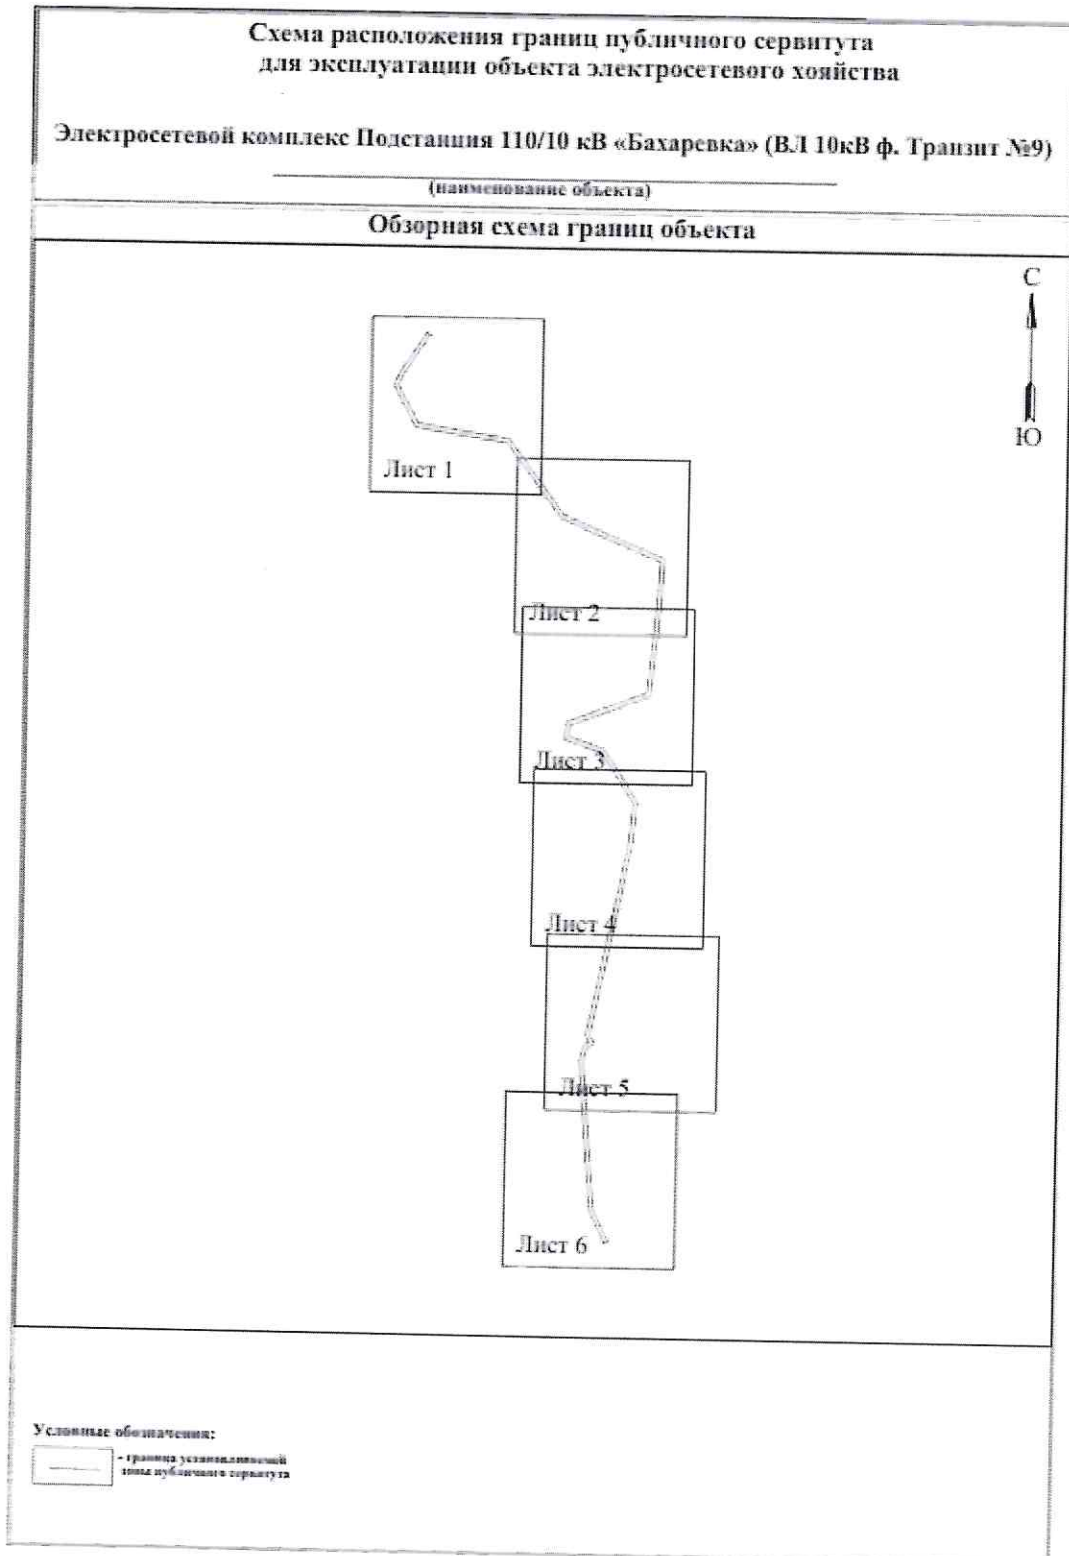 Схема расположения границ публичного сервитута
для эксплуатации объекта электросетевого хояйства
Электросетевой комплекс Подстанция 110/10 кВ «Бахаревка» (ВЛ 10кВ ф. Транзит №9)
(наименование объекта)
Обзорная схема границ объекта
С
Ю
Лист 1
Лист 2
Лист 3
Лист 4
Лист 5
Лист 6
Условные обозначения:
- граница устанавливаемой
зоны публичного сервитута